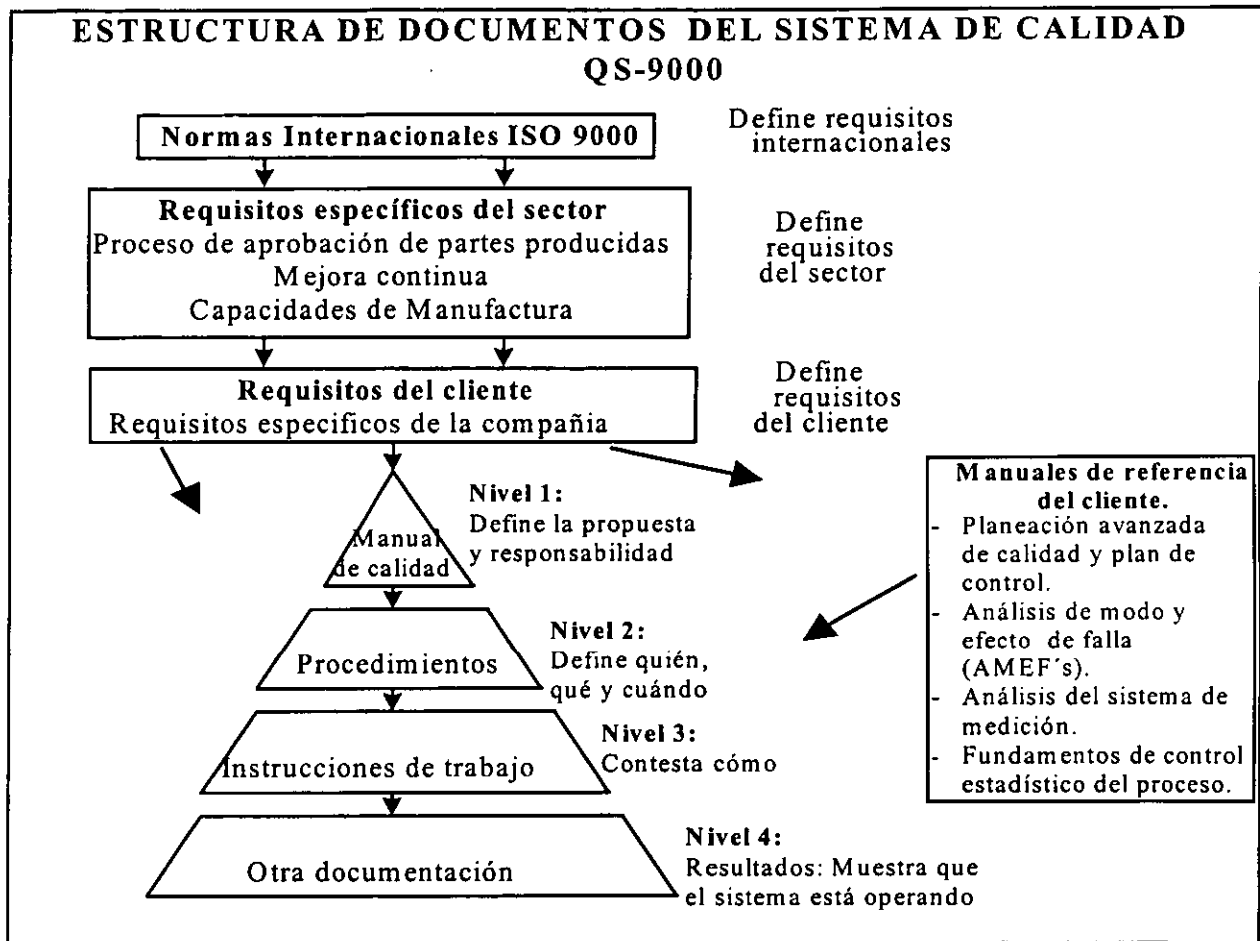 ESTRUCTURA DE DOCUMENTOS DEL SISTEMA DE CALIDAD
QS-9000
Normas Internacionales ISO 9000
Define requisitos
internacionales
Requisitos específicos del sector
Proceso de aprobación de partes producidas
Mejora continua
Capacidades de Manufactura
Define
requisitos
del sector
Requisitos del cliente
Requisitos especificos de la compañia
Define
requisitos
del cliente
Manual
de calidad
Nivel 1:
Define la propuesta
y responsabilidad
Procedimientos
Nivel 2:
Define quién,
qué y cuándo
Instrucciones de trabajo
Nivel 3:
Contesta cómo
Otra documentación
Nivel 4:
Resultados: Muestra que
el sistema está operando
Manuales de referencia
del cliente.
- Planeación avanzada
de calidad y plan de
control.
- Análisis de modo y
efecto de falla
(AMEF´s).
- Análisis del sistema de
medición.
- Fundamentos de control
estadístico del proceso.